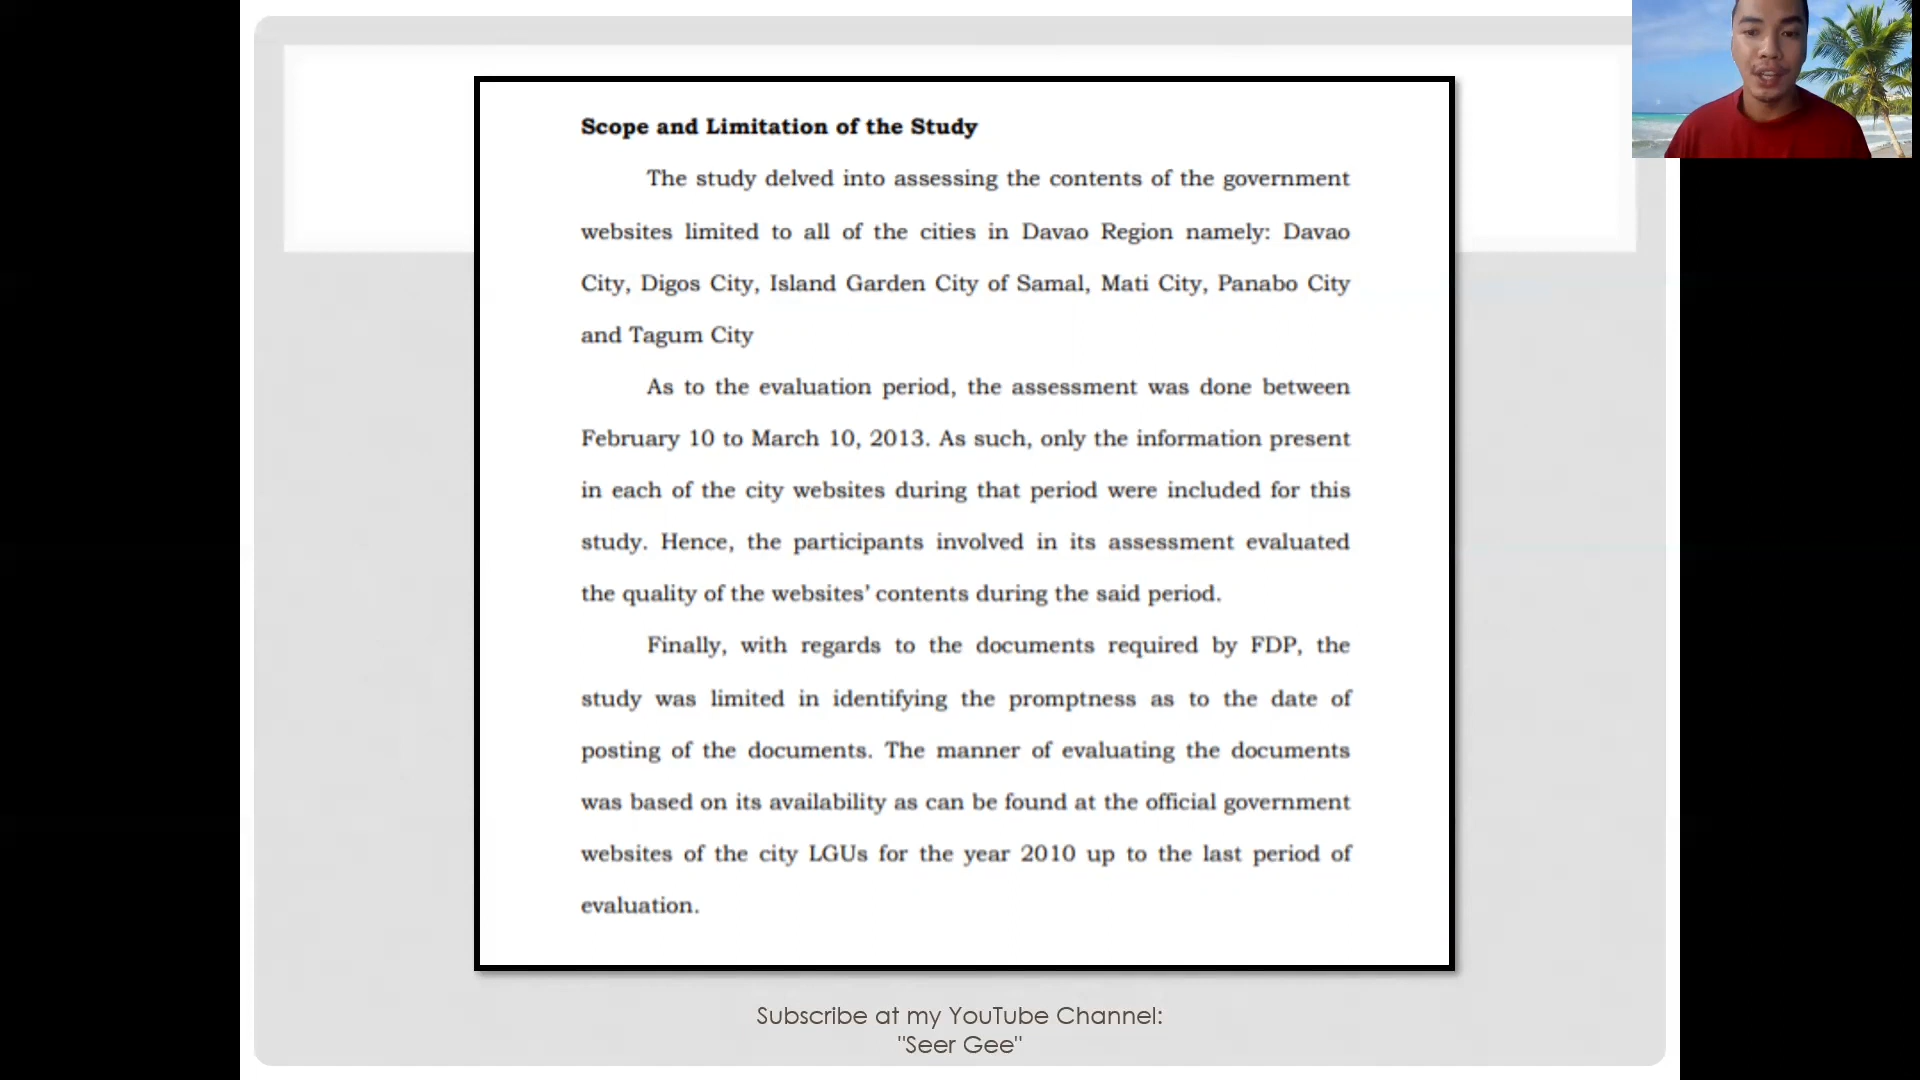 Scope and Limitation of the Study
The study delved into assessing the contents of the government
websites limited to all of the cities in Davao Region namely: Davao
City, Digos City, Island Garden City of Samal, Mati City, Panabo City
and Tagum City
As to the evaluation period, the assessment was done between
February 10 to March 10, 2013. As such, only the information present
in each of the city websites during that period were included for this
study. Hence, the participants involved in its assessment evaluated
the quality of the websites’ contents during the said period.
Finally, with regards to the documents required by FDP, the
study was limited in identifying the promptness as to the date of
posting of the documents. The manner of evaluating the documents
was based on its availability as can be found at the official government
websites of the city LGUs for the year 2010 up to the last period of
evaluation.
Subscribe at my YouTube Channel:
"Seer Gee"